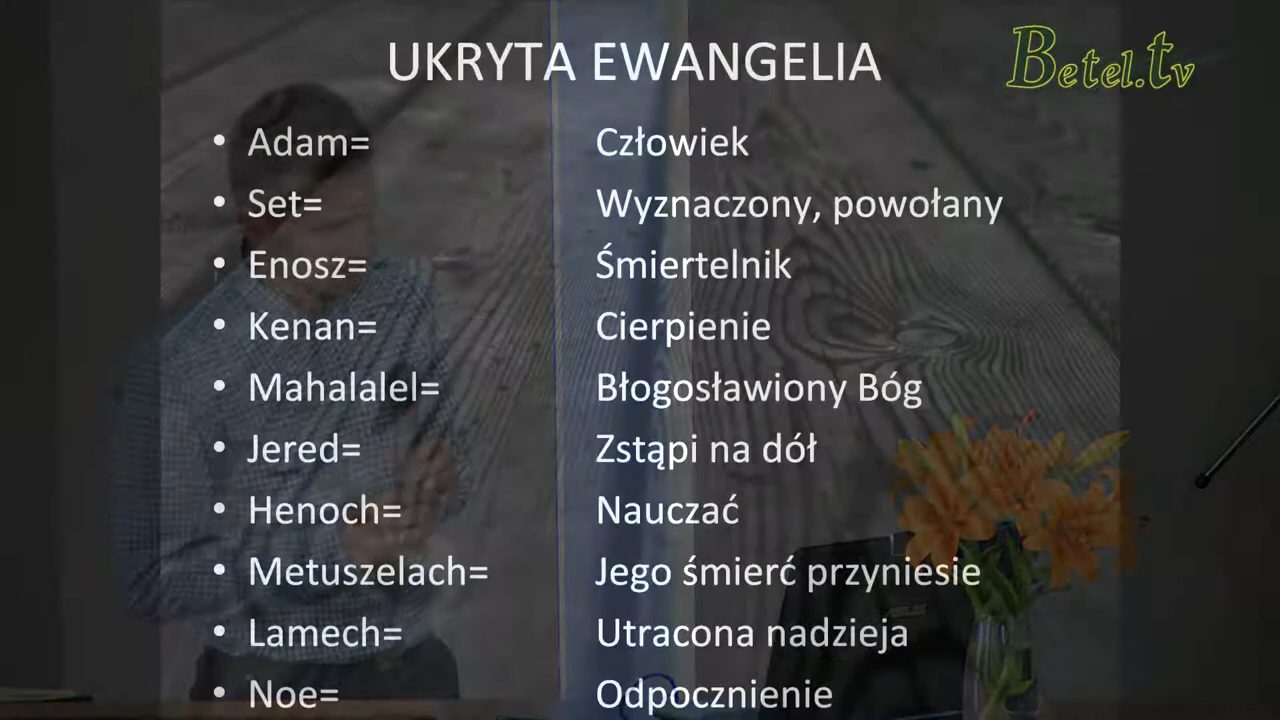 UKRYTA EWANGELIA
Betel.tv
• Adam= Człowiek
• Set= Wyznaczony, powołany
• Enosz= Śmiertelnik
• Kenan= Cierpienie
• Mahalalel= Błogosławiony Bóg
• Jered= Zstąpi na dół
• Henoch= Nauczać
• Metuszelach= Jego śmierć przyniesie
• Lamech= Utracona nadzieja
• Noe= Odpocznienie